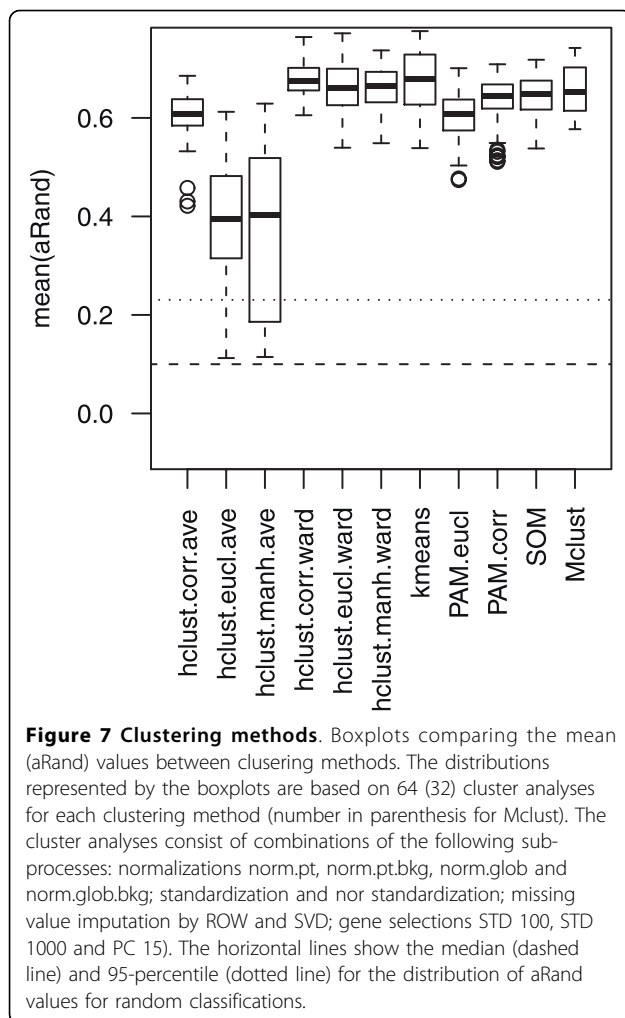 mean(aRand)
0.6
0.4
0.2
0.0
hclust.corr.ave
hclust.eucl.ave
hclust.manh.ave
hclust.corr.ward
hclust.eucl.ward
hclust.manh.ward
kmeans
PAM.eucl
PAM.corr
SOM
Mclust
Figure 7 Clustering methods. Boxplots comparing the mean
(aRand) values between clusering methods. The distributions
represented by the boxplots are based on 64 (32) cluster analyses
for each clustering method (number in parenthesis for Mclust). The
cluster analyses consist of combinations of the following sub-
processes: normalizations norm.pt, norm.pt.bkg, norm.glob and
norm.glob.bkg; standardization and nor standardization; missing
value imputation by ROW and SVD; gene selections STD 100, STD
1000 and PC 15). The horizontal lines show the median (dashed
line) and 95-percentile (dotted line) for the distribution of aRand
values for random classifications.